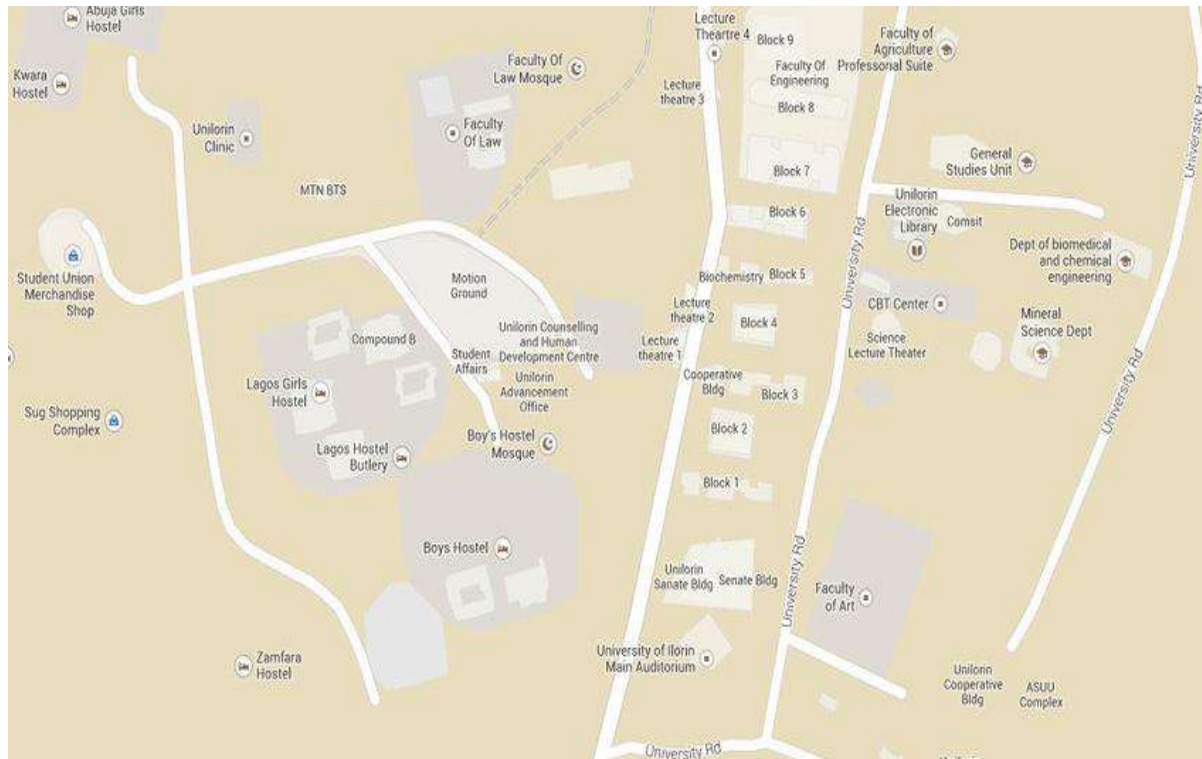 Abuja Girls
Hostel
Kwara
Hostel
Unilorin
Clinic
MTN BTS
Faculty Of
Law Mosque
Faculty
Of Law
Lecture
Theartre 4
Lecture
theatre 3
Block 9
Faculty Of
Engineering
Block 8
Block 7
Block 6
Faculty of
Agriculture
Professorial Suite
General
Studies Unit
Unilorin
Electronic
Library
Comsit
Dept of biomedical
and chemical
engineering
University Rd
University Rd
Student Union
Merchandise
Shop
Motion
Ground
Biochemistry
Block 5
CBT Center
Lecture
theatre 2
Block 4
Mineral
Science Dept
Science
Lecture Theater
Compound B
Unilorin Counselling
and Human
Development Centre
Lecture
theatre 1
Student
Affairs
Unilorin
Advancement
Office
Cooperative
Bldg
Block 3
University Rd
Lagos Girls
Hostel
Sug Shopping
Complex
Lagos Hostel
Butlery
Boy's Hostel
Mosque
Block 2
Block 1
Boys Hostel
Unilorin
Sanate Bldg
Senate Bldg
University Rd
Faculty
of Art
Zamfara
Hostel
University of Ilorin
Main Auditorium
Unilorin
Cooperative
Bldg
ASUU
Complex
University Rd